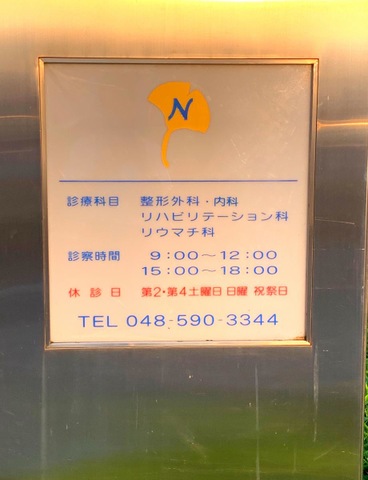 N
診療科目 整形外科・内科
リハビリテーション科
リウマチ科
診察時間 9:00～12:00
15:00～18:00
休診日 第2・第4土曜日 日曜 祝祭日
TEL 048-590-3344